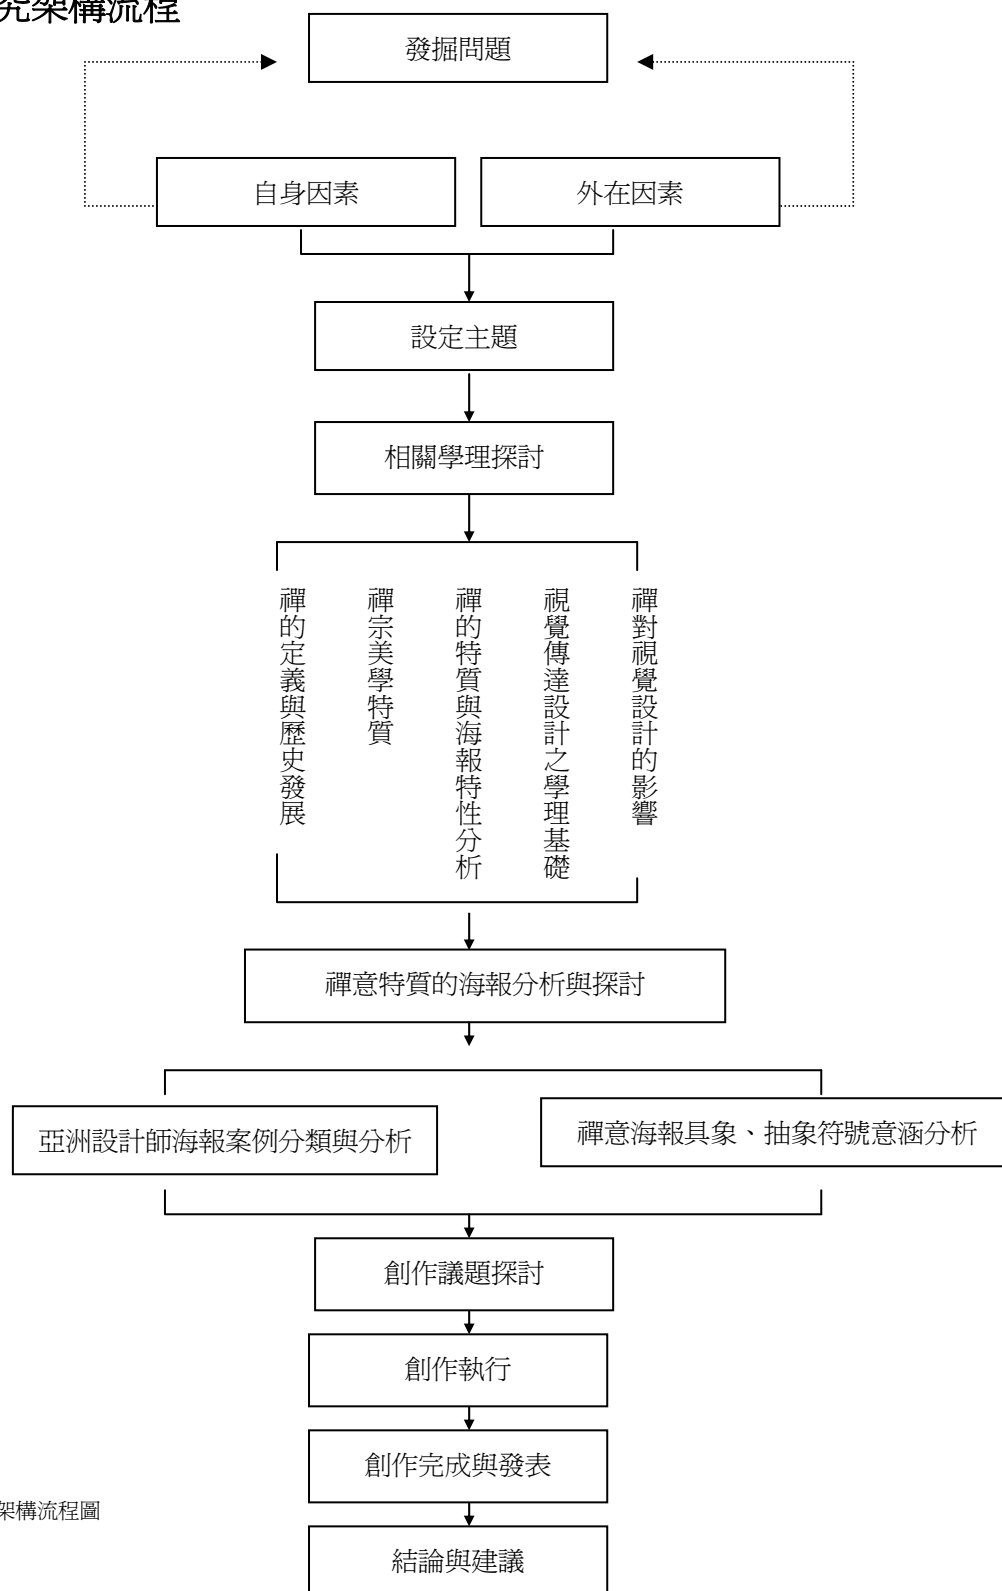 究架構流程
發掘問題
自身因素
外在因素
設定主題
相關學理探討
禪的定義與歷史發展
禪宗美學特質
禪的特質與海報特性分析
視覺傳達設計之學理基礎
禪對視覺設計的影響
禪意特質的海報分析與探討
亞洲設計師海報案例分類與分析
禪意海報具象、抽象符號意涵分析
創作議題探討
創作執行
創作完成與發表
架構流程圖
結論與建議